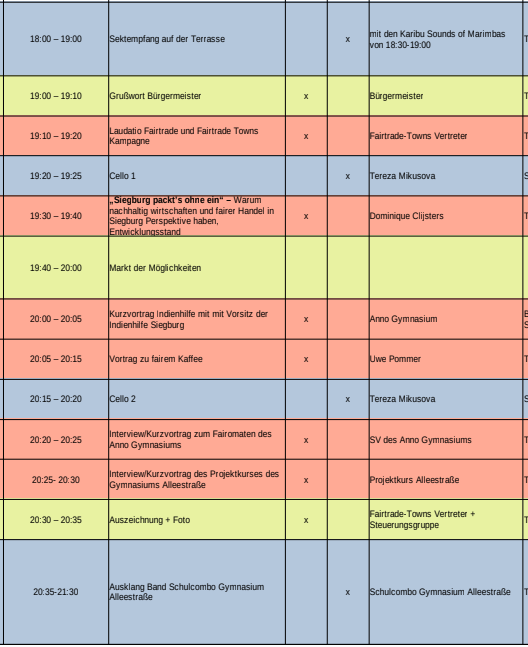 18:00 – 19:00 Sektempfang auf der Terrasse x mit den Karibu Sounds of Marimbas
von 18:30-19:00
19:00 – 19:10 Grußwort Bürgermeister x Bürgermeister
19:10 – 19:20 Laudatio Fairtrade und Fairtrade Towns
Kampagne x Fairtrade-Towns Vertreter
19:20 – 19:25 Cello 1 x Tereza Mikusova
19:30 – 19:40 „Siegburg packt's ohne ein“ – Warum
nachhaltig wirtschaften und fairer Handel in
Siegburg Perspektive haben,
Entwicklungsstand x Dominique Clijsters
19:40 – 20:00 Markt der Möglichkeiten
20:00 – 20:05 Kurzvortrag Indienhilfe mit mit Vorsitz der
Indienhilfe Siegburg x Anno Gymnasium
20:05 – 20:15 Vortrag zu fairem Kaffee x Uwe Pommer
20:15 – 20:20 Cello 2 x Tereza Mikusova
20:20 – 20:25 Interview/Kurzvortrag zum Fairomaten des
Anno Gymnasiums x SV des Anno Gymnasiums
20:25- 20:30 Interview/Kurzvortrag des Projektkurses des
Gymnasiums Alleestraße x Projektkurs Alleestraße
20:30 – 20:35 Auszeichnung + Foto x Fairtrade-Towns Vertreter +
Steuerungsgruppe
20:35-21:30 Ausklang Band Schulcombo Gymnasium
Alleestraße x Schulcombo Gymnasium Alleestraße